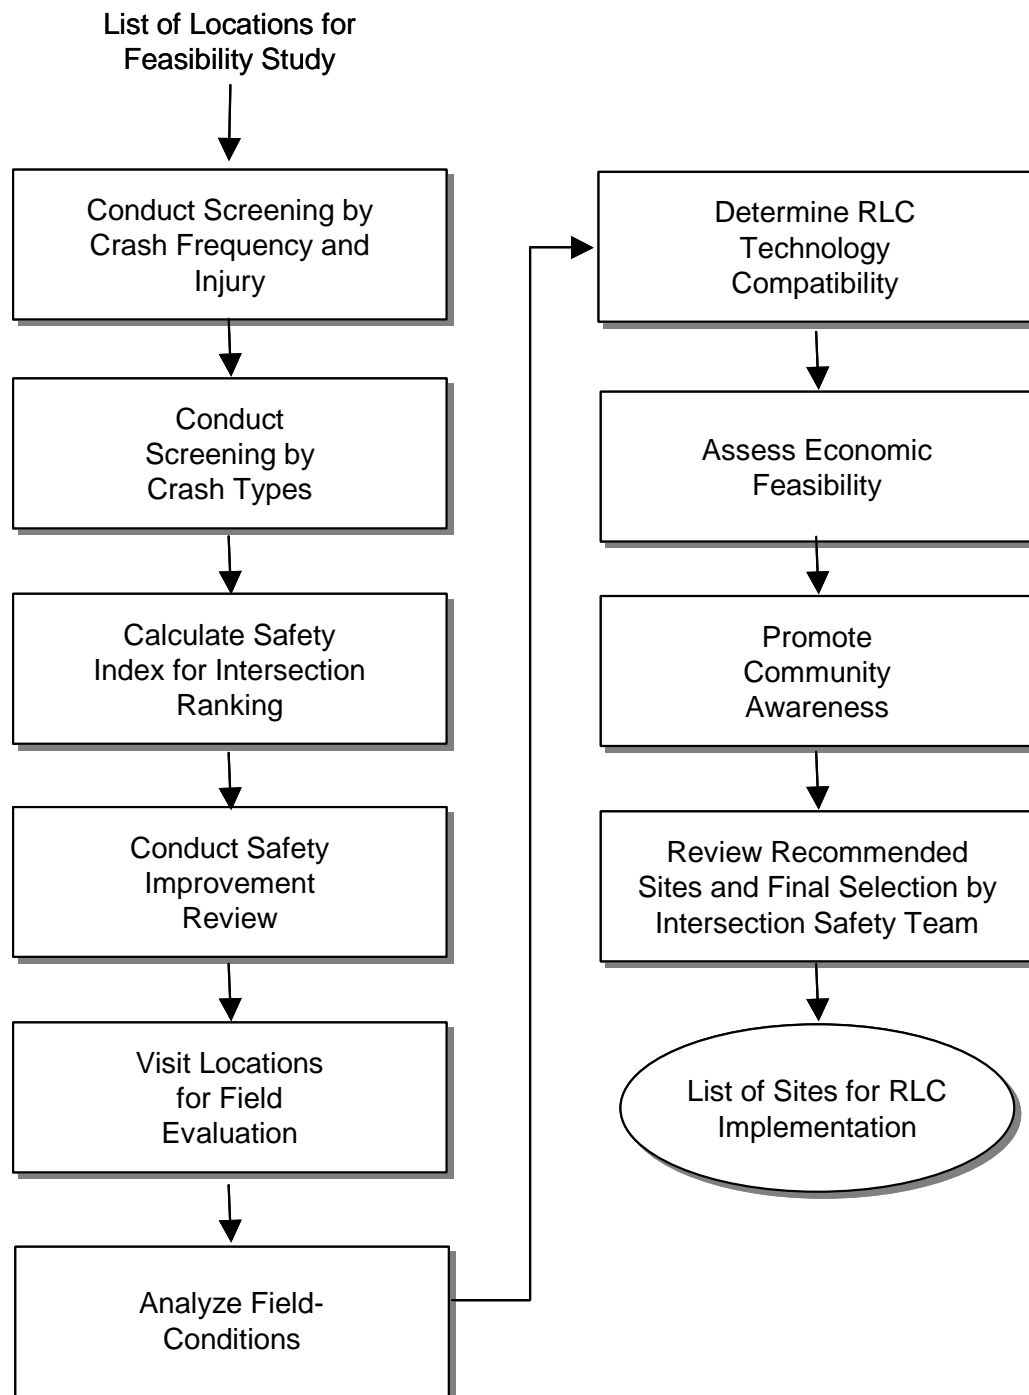 List of Locations for
Feasibility Study
Conduct Screening by
Crash Frequency and
Injury
Conduct
Screening by
Crash Types
Calculate Safety
Index for Intersection
Ranking
Conduct Safety
Improvement
Review
Visit Locations
for Field
Evaluation
Analyze Field-
Conditions
Determine RLC
Technology
Compatibility
Assess Economic
Feasibility
Promote
Community
Awareness
Review Recommended
Sites and Final Selection by
Intersection Safety Team
List of Sites for RLC
Implementation